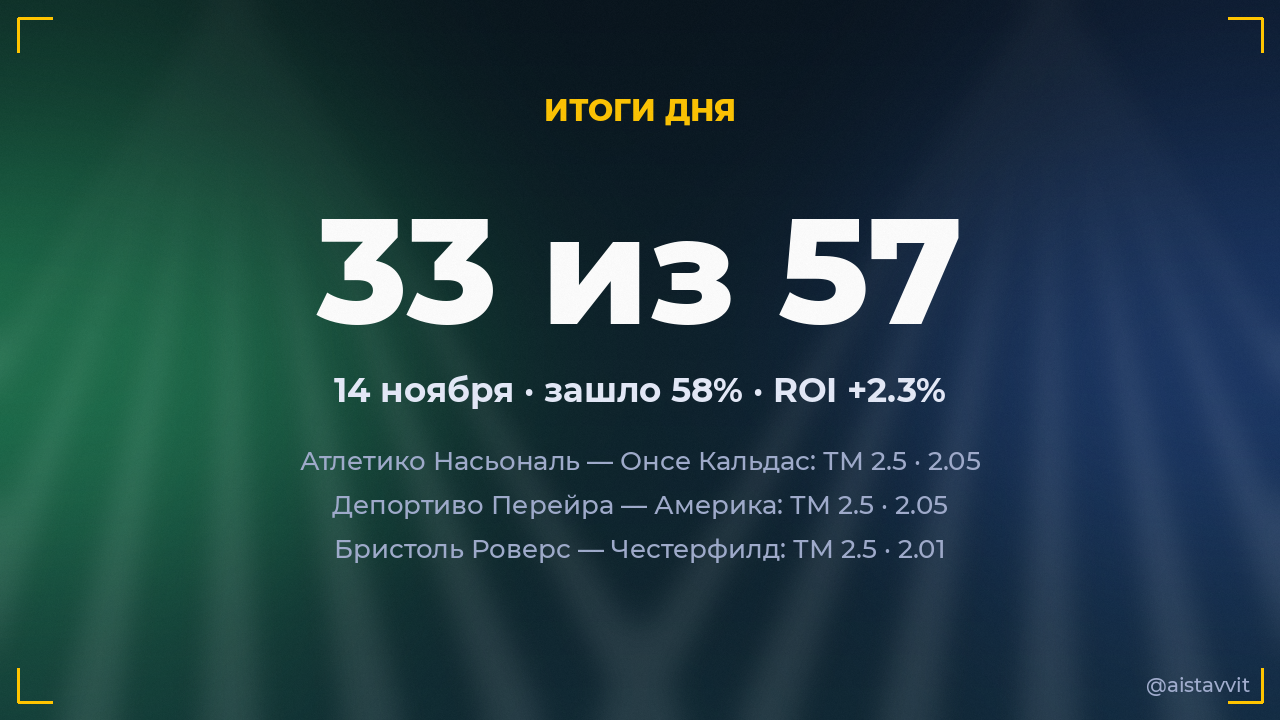 ИТОГИ ДНЯ
33 из 57
14 ноября · зашло 58% · ROI +2.3%
Атлетико Насьональ — Онсе Кальдас: ТМ 2.5 · 2.05
Депортиво Перейра — Америка: ТМ 2.5 · 2.05
Бристоль Роверс — Честерфилд: ТМ 2.5 · 2.01
@aistavvit